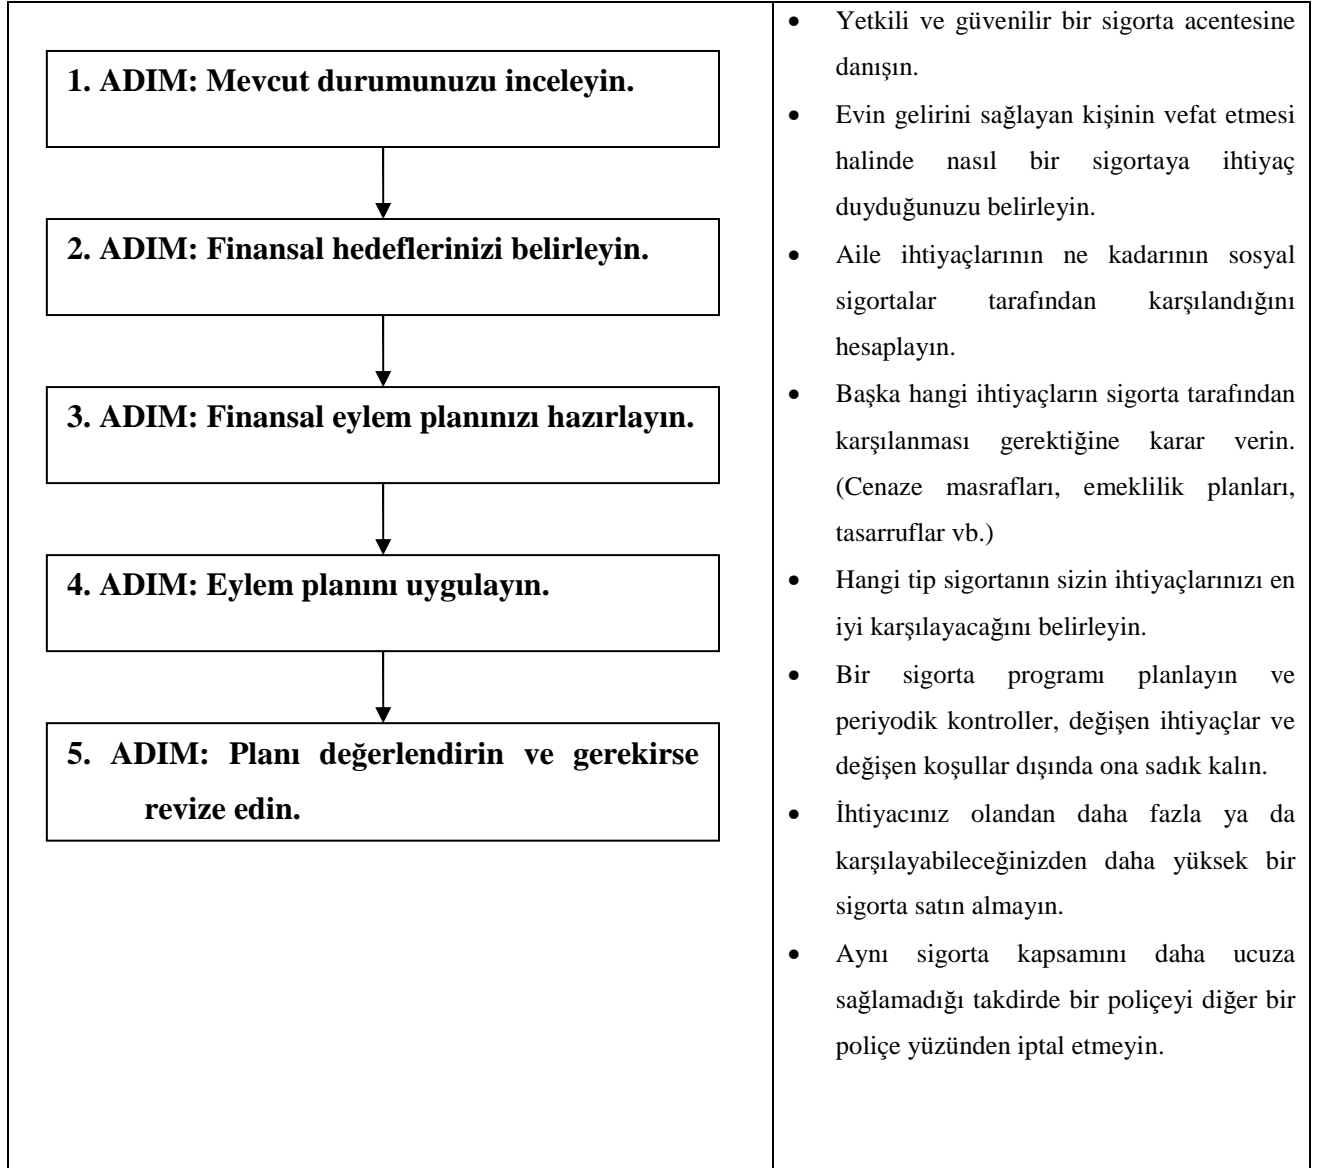 1. ADIM: Mevcut durumunuzu inceleyin.
2. ADIM: Finansal hedeflerinizi belirleyin.
3. ADIM: Finansal eylem planınızı hazırlayın.
4. ADIM: Eylem planını uygulayın.
5. ADIM: Planı değerlendirin ve gerekirse
revize edin.
• Yetkili ve güvenilir bir sigorta acentesine
danışın.
• Evin gelirini sağlayan kişinin vefat etmesi
halinde nasıl bir sigortaya ihtiyaç
duyduğunuzu belirleyin.
• Aile ihtiyaçlarının ne kadarının sosyal
sigortalar tarafından karşılandığını
hesaplayın.
• Başka hangi ihtiyaçların sigorta tarafından
karşılanması gerektiğine karar verin.
(Cenaze masrafları, emeklilik planları,
tasarruflar vb.)
• Hangi tip sigortanın sizin ihtiyaçlarınızı en
iyi karşılayacağını belirleyin.
• Bir sigorta programı planlayın ve
periyodik kontroller, değişen ihtiyaçlar ve
değişen koşullar dışında ona sadık kalın.
• İhtiyacınız olandan daha fazla ya da
karşılayabileceğinizden daha yüksek bir
sigorta satın almayın.
• Aynı sigorta kapsamını daha ucuza
sağlamadığı takdirde bir poliçeyi diğer bir
poliçe yüzünden iptal etmeyin.